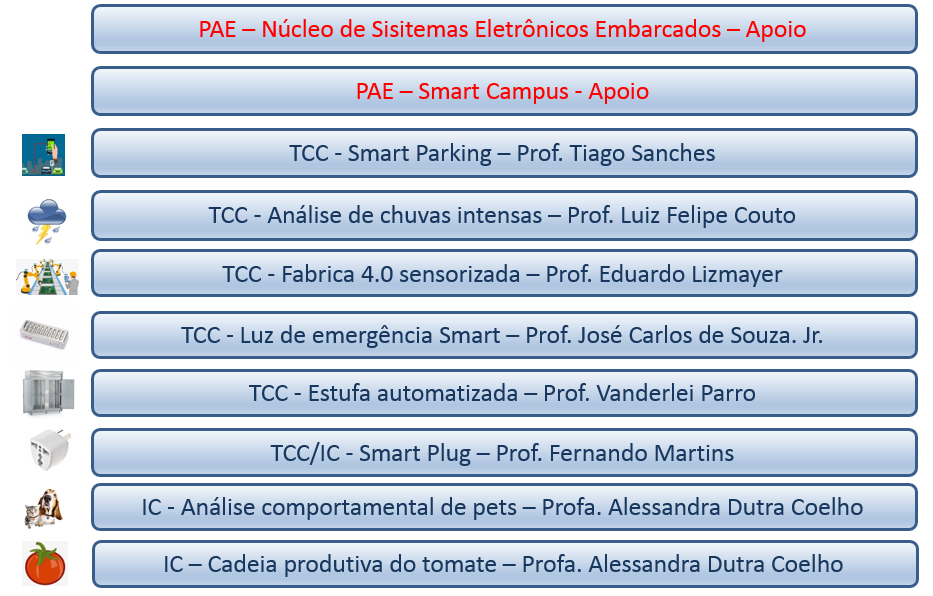 PAE – Núcleo de Sisitemas Eletrônicos Embarcados – Apoio
PAE – Smart Campus - Apoio
TCC - Smart Parking – Prof. Tiago Sanches
TCC - Análise de chuvas intensas – Prof. Luiz Felipe Couto
TCC - Fabrica 4.0 sensorizada – Prof. Eduardo Lizmayer
TCC - Luz de emergência Smart – Prof. José Carlos de Souza. Jr.
TCC - Estufa automatizada – Prof. Vanderlei Parro
TCC/IC - Smart Plug – Prof. Fernando Martins
IC - Análise comportamental de pets – Profa. Alessandra Dutra Coelho
IC – Cadeia produtiva do tomate – Profa. Alessandra Dutra Coelho